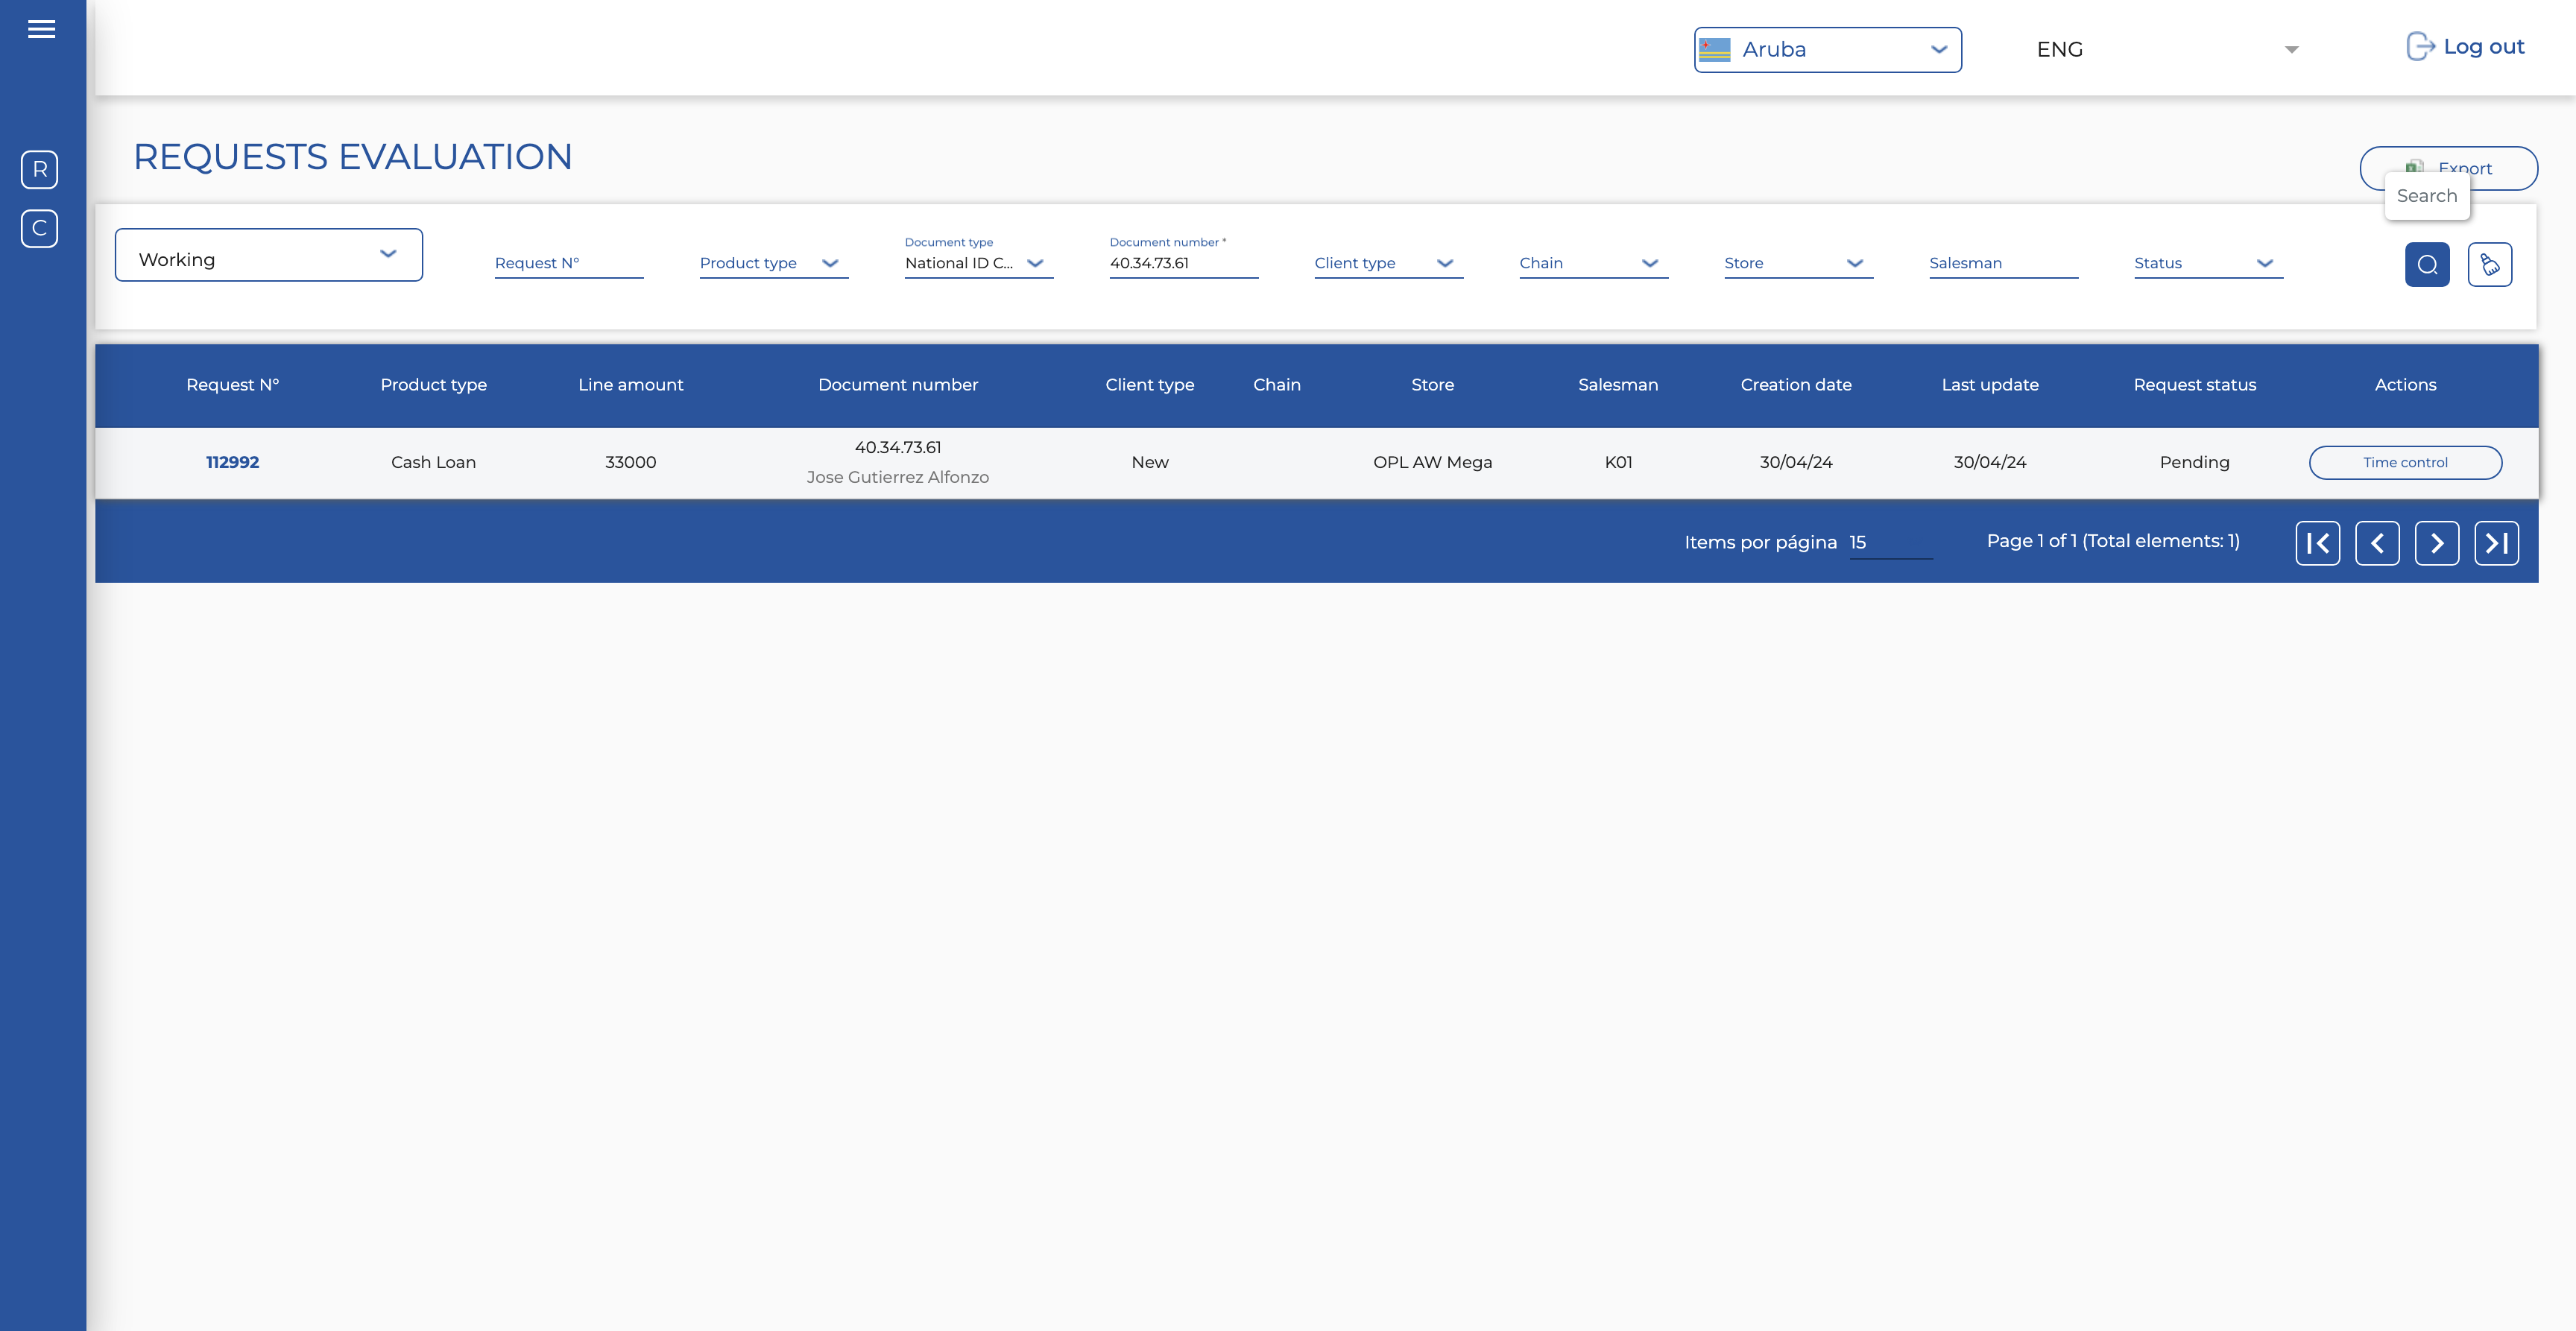 Aruba
ENG
Log out
R
C
REQUESTS EVALUATION
Export
Search
Working
Request N°
Product type
Document type
National ID C...
Document number *
40.34.73.61
Client type
Chain
Store
Salesman
Status
Request N° Product type Line amount Document number Client type Chain Store Salesman Creation date Last update Request status Actions
112992 Cash Loan 33000 40.34.73.61 New OPL AW Mega K01 30/04/24 30/04/24 Pending Time control
Jose Gutierrez Alfonzo
Items por página 15 Page 1 of 1 (Total elements: 1)